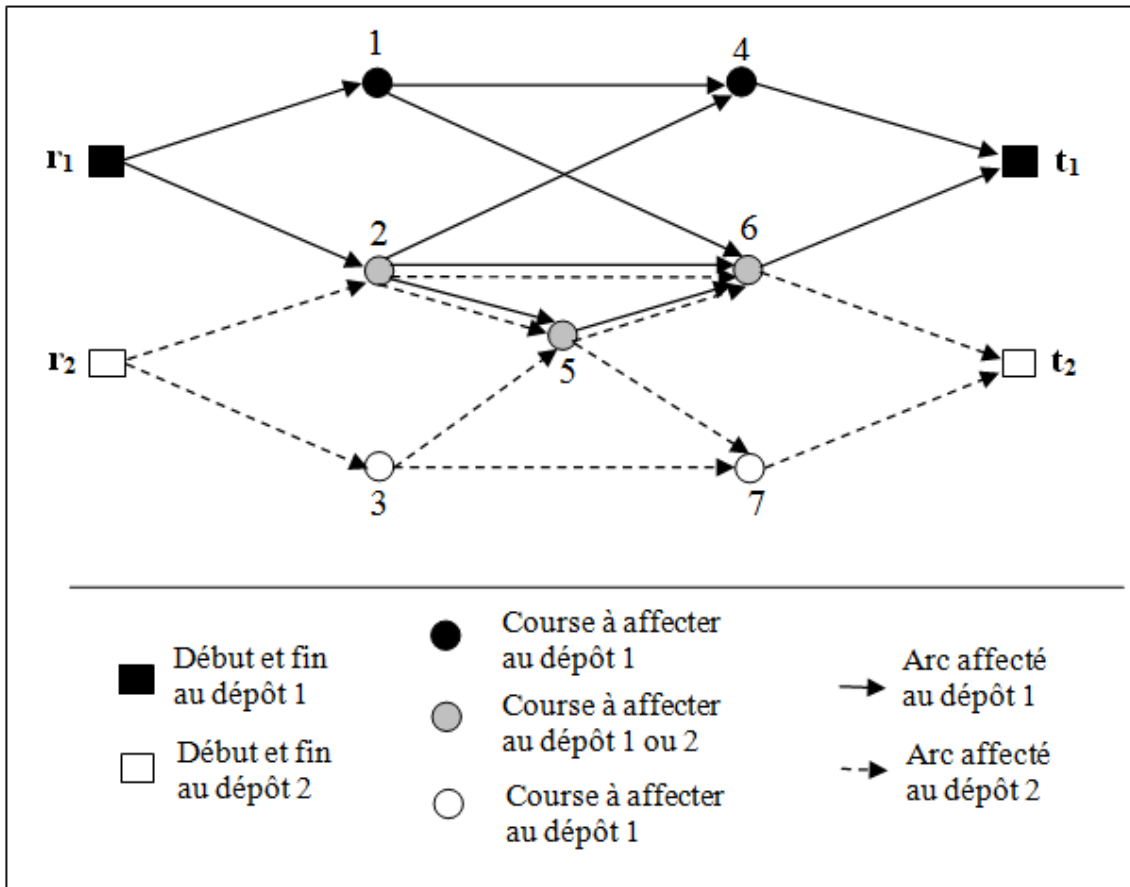 1
4
r₁
t₁
2
6
r₂
5
t₂
3
7
Début et fin
au dépôt 1
Course à affecter
au dépôt 1
Arc affecté
au dépôt 1
Début et fin
au dépôt 2
Course à affecter
au dépôt 1 ou 2
Arc affecté
au dépôt 2
Course à affecter
au dépôt 1